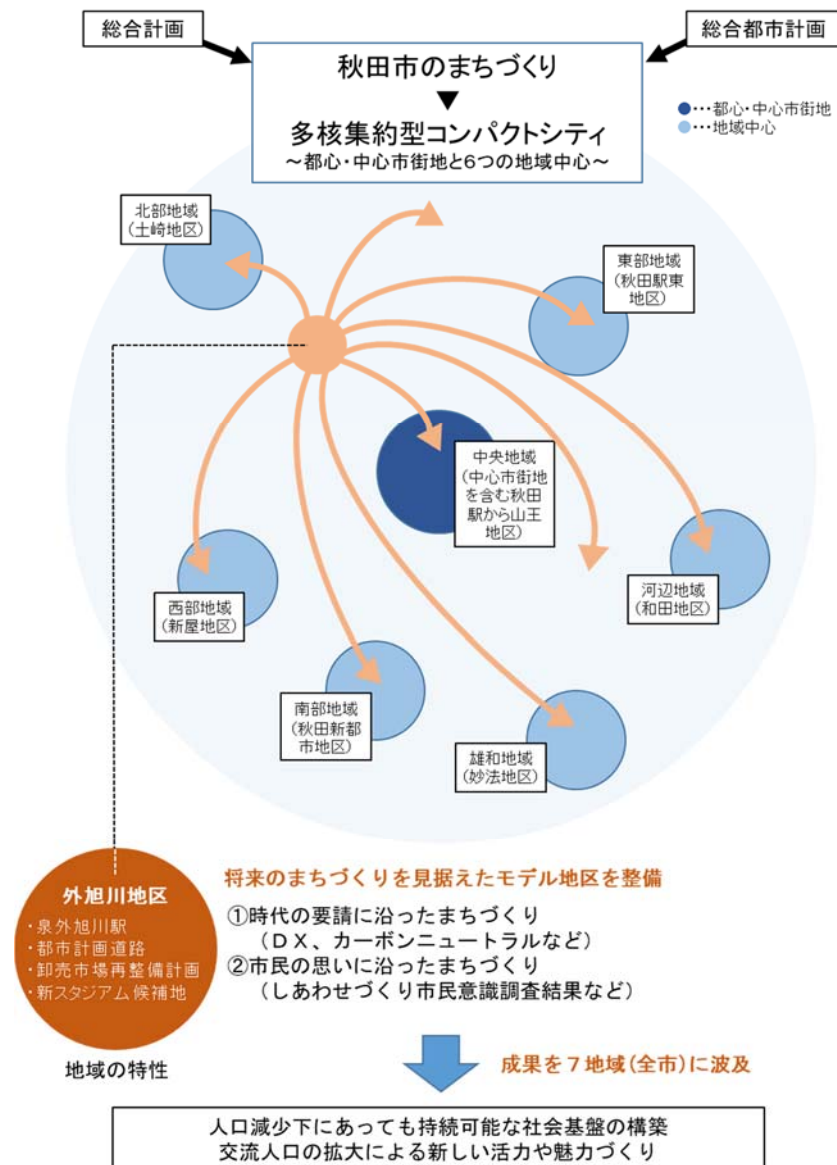 総合計画
総合都市計画
秋田市のまちづくり
▼
多核集約型コンパクトシティ
～都心・中心市街地と6つの地域中心～
●･･･都心・中心市街地
●･･･地域中心
北部地域
(土崎地区)
東部地域
(秋田駅東
地区)
中央地域
(中心市街地
を含む秋田
駅から山王
地区)
西部地域
(新屋地区)
河辺地域
(和田地区)
南部地域
(秋田新都
市地区)
雄和地域
(妙法地区)
外旭川地区
・泉外旭川駅
・都市計画道路
・卸売市場再整備計画
・新スタジアム候補地
地域の特性
将来のまちづくりを見据えたモデル地区を整備
①時代の要請に沿ったまちづくり
（ＤＸ、カーボンニュートラルなど）
②市民の思いに沿ったまちづくり
（しあわせづくり市民意識調査結果など）
成果を７地域(全市)に波及
人口減少下にあっても持続可能な社会基盤の構築
交流人口の拡大による新しい活力や魅力づくり